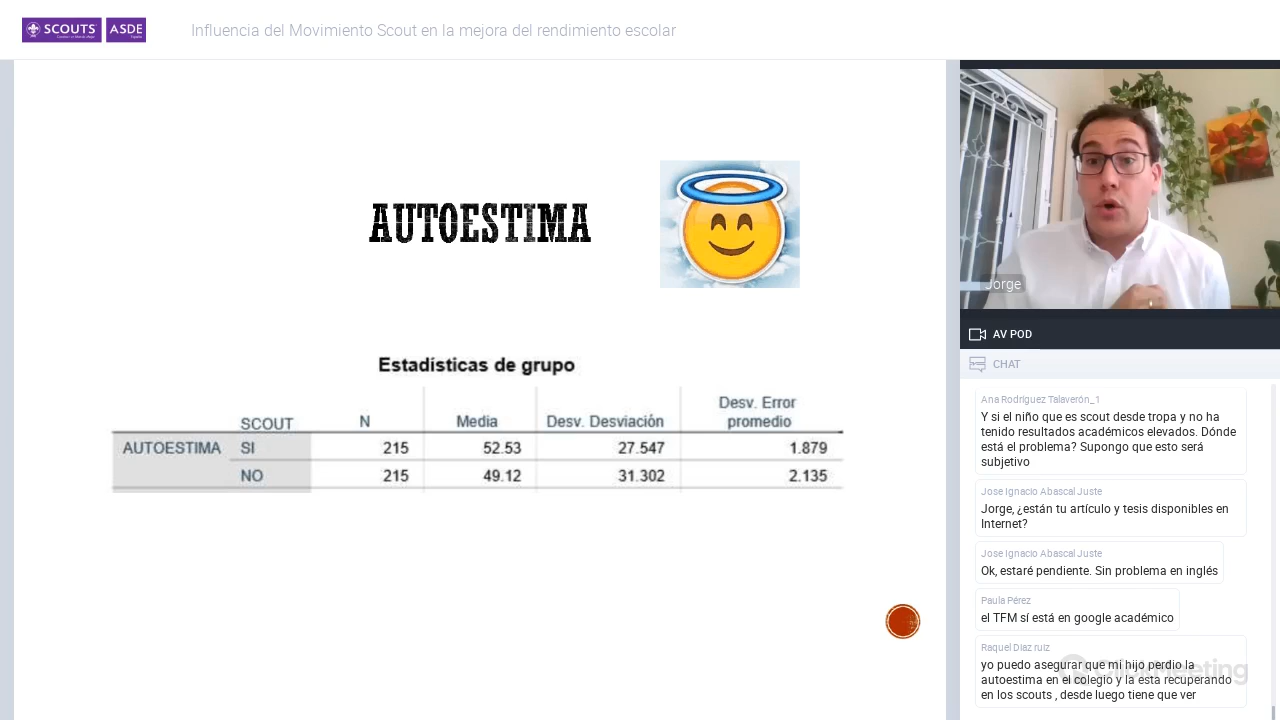 SCOUTS ASDE
Influencia del Movimiento Scout en la mejora del rendimiento escolar
AUTOESTIMA
Estadísticas de grupo
SCOUT N Media Desv. Desviación Desv. Error promedio
AUTOESTIMA SI 215 52.53 27.547 1.879
NO 215 49.12 31.302 2.135
Jorge
AV POD
CHAT
Ana Rodriguez Talaverón_1
Y si el niño que es scout desde tropa y no ha
tenido resultados académicos elevados. Dónde
está el problema? Supongo que esto será
subjetivo
Jose Ignacio Abascal Juste
Jorge, ¿están tu artículo y tesis disponibles en
Internet?
Jose Ignacio Abascal Juste
Ok, estaré pendiente. Sin problema en inglés
Paula Pérez
el TFM sí está en google académico
Raquel Diaz ruiz
yo puedo asegurar que mi hijo perdio la
autoestima en el colegio y la esta recuperando
en los scouts , desde luego tiene que ver
ClickMeeting